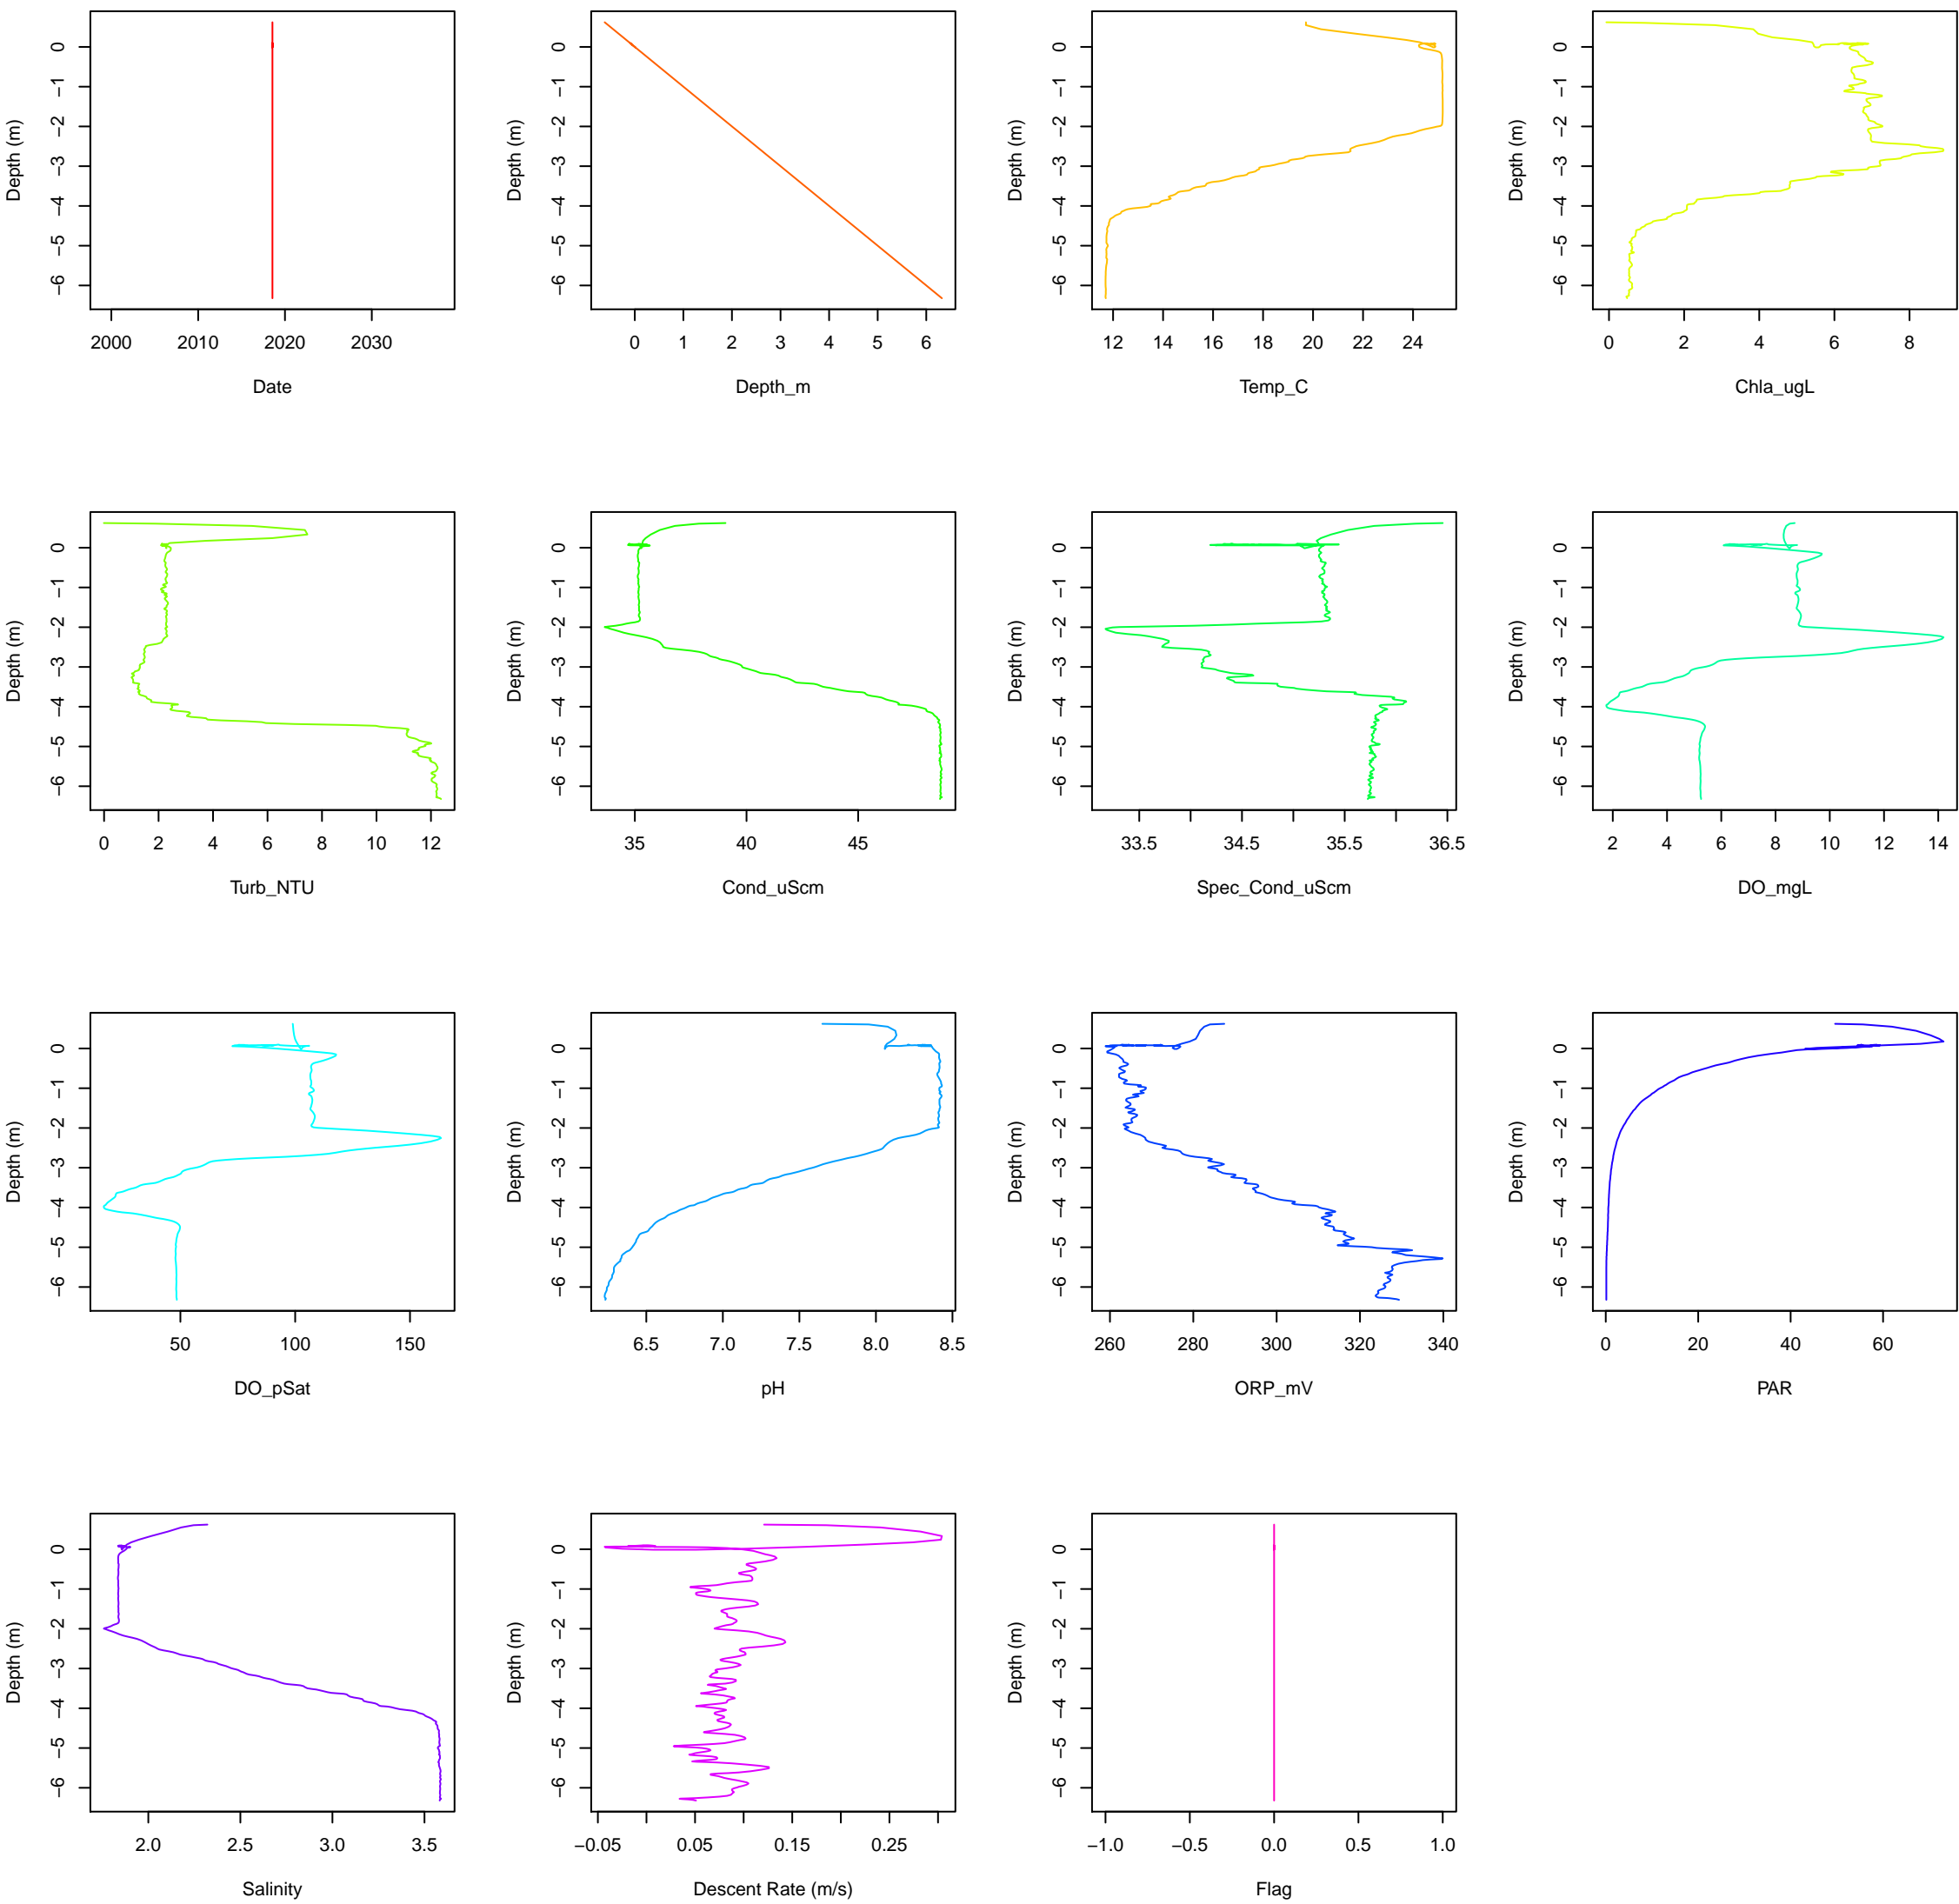 Depth (m)
0
−1
−2
−3
−4
−5
−6
2000 2010 2020 2030
Date
Depth (m)
0
−1
−2
−3
−4
−5
−6
0 1 2 3 4 5 6
Depth_m
Depth (m)
0
−1
−2
−3
−4
−5
−6
12 14 16 18 20 22 24
Temp_C
Depth (m)
0
−1
−2
−3
−4
−5
−6
0 2 4 6 8
Chla_ugL
Depth (m)
0
−1
−2
−3
−4
−5
−6
0 2 4 6 8 10 12
Turb_NTU
Depth (m)
0
−1
−2
−3
−4
−5
−6
35 40 45
Cond_uScm
Depth (m)
0
−1
−2
−3
−4
−5
−6
33.5 34.5 35.5 36.5
Spec_Cond_uScm
Depth (m)
0
−1
−2
−3
−4
−5
−6
2 4 6 8 10 12 14
DO_mgL
Depth (m)
0
−1
−2
−3
−4
−5
−6
50 100 150
DO_pSat
Depth (m)
0
−1
−2
−3
−4
−5
−6
6.5 7.0 7.5 8.0 8.5
pH
Depth (m)
0
−1
−2
−3
−4
−5
−6
260 280 300 320 340
ORP_mV
Depth (m)
0
−1
−2
−3
−4
−5
−6
0 20 40 60
PAR
Depth (m)
0
−1
−2
−3
−4
−5
−6
2.0 2.5 3.0 3.5
Salinity
Depth (m)
0
−1
−2
−3
−4
−5
−6
−0.05 0.05 0.15 0.25
Descent Rate (m/s)
Depth (m)
0
−1
−2
−3
−4
−5
−6
−1.0 −0.5 0.0 0.5 1.0
Flag